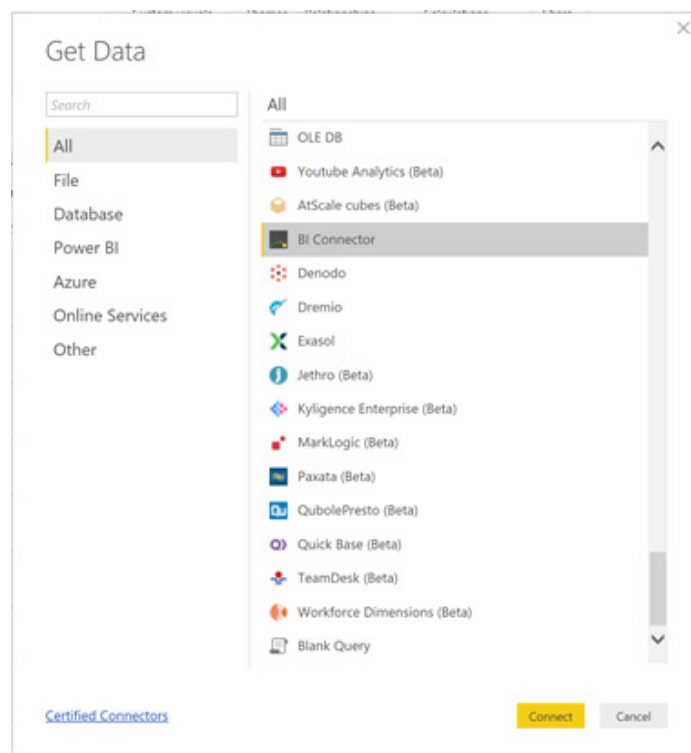 Get Data
Search
All
File
Database
Power BI
Azure
Online Services
Other
All
OLE DB
Youtube Analytics (Beta)
AtScale cubes (Beta)
BI Connector
Denodo
Dremio
Exasol
Jethro (Beta)
Kyligence Enterprise (Beta)
MarkLogic (Beta)
Paxata (Beta)
QubolePresto (Beta)
Quick Base (Beta)
TeamDesk (Beta)
Workforce Dimensions (Beta)
Blank Query
Certified Connectors
Connect
Cancel